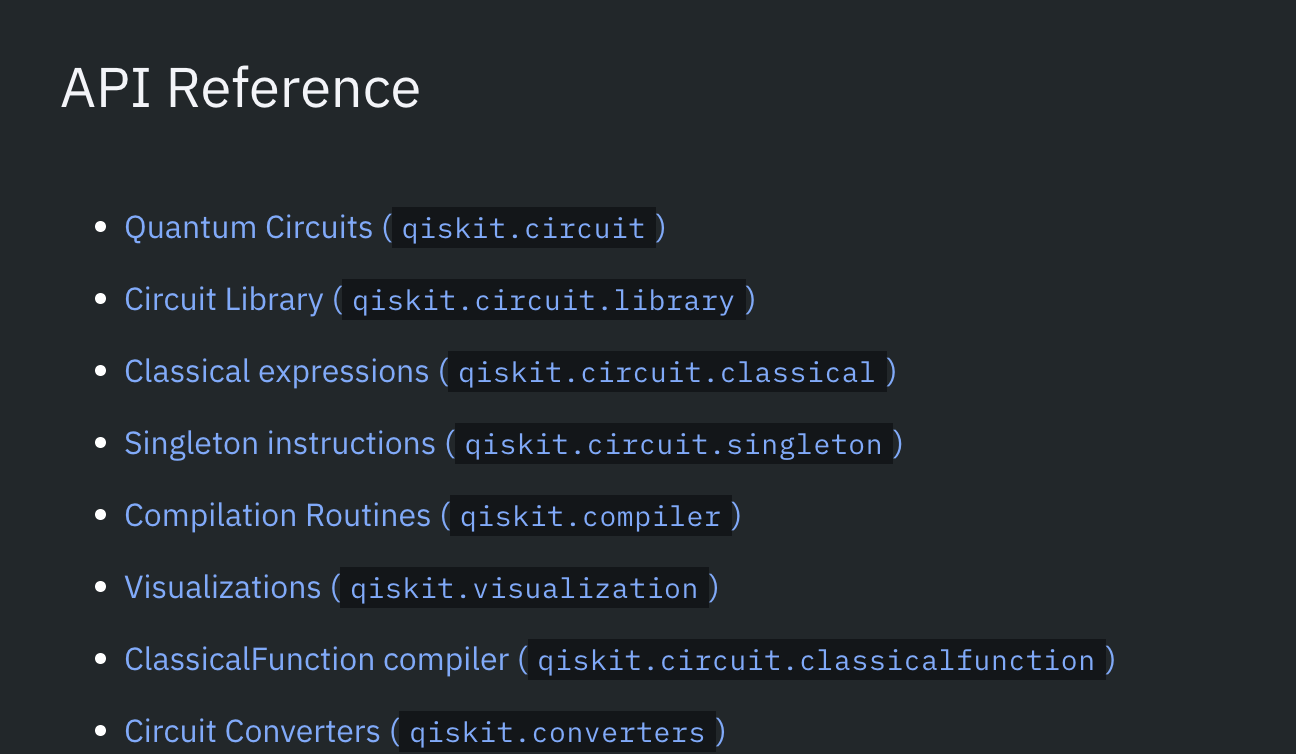 API Reference
• Quantum Circuits (qiskit.circuit)
• Circuit Library (qiskit.circuit.library)
• Classical expressions (qiskit.circuit.classical)
• Singleton instructions (qiskit.circuit.singleton)
• Compilation Routines (qiskit.compiler)
• Visualizations (qiskit.visualization)
• ClassicalFunction compiler (qiskit.circuit.classicalfunction)
• Circuit Converters (qiskit.converters)